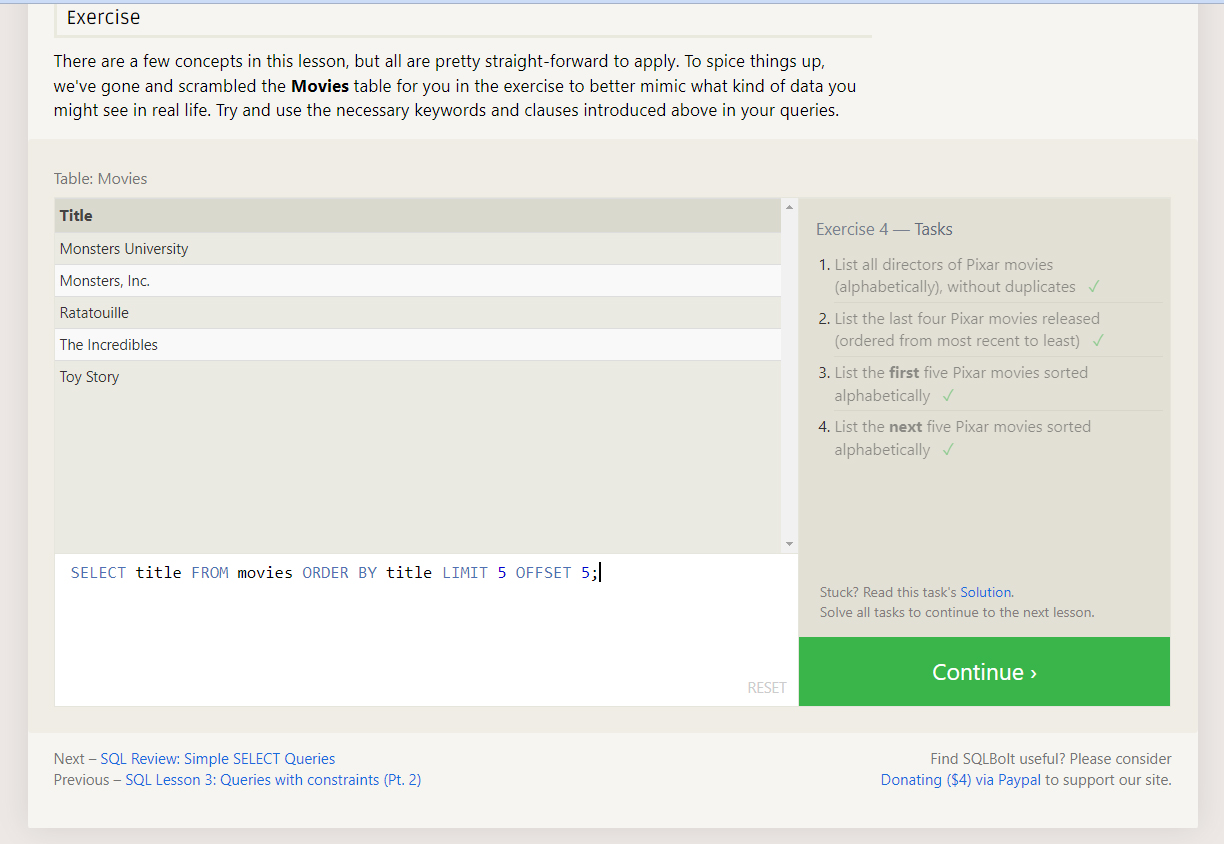 Exercise
There are a few concepts in this lesson, but all are pretty straight-forward to apply. To spice things up,
we've gone and scrambled the Movies table for you in the exercise to better mimic what kind of data you
might see in real life. Try and use the necessary keywords and clauses introduced above in your queries.
Table: Movies
Title
Monsters University
Monsters, Inc.
Ratatouille
The Incredibles
Toy Story
SELECT title FROM movies ORDER BY title LIMIT 5 OFFSET 5;
RESET
Exercise 4 — Tasks
1. List all directors of Pixar movies
(alphabetically), without duplicates ✓
2. List the last four Pixar movies released
(ordered from most recent to least) ✓
3. List the first five Pixar movies sorted
alphabetically ✓
4. List the next five Pixar movies sorted
alphabetically ✓
Stuck? Read this task's Solution.
Solve all tasks to continue to the next lesson.
Continue ›
Next – SQL Review: Simple SELECT Queries
Previous – SQL Lesson 3: Queries with constraints (Pt. 2)
Find SQLBolt useful? Please consider
Donating ($4) via Paypal to support our site.